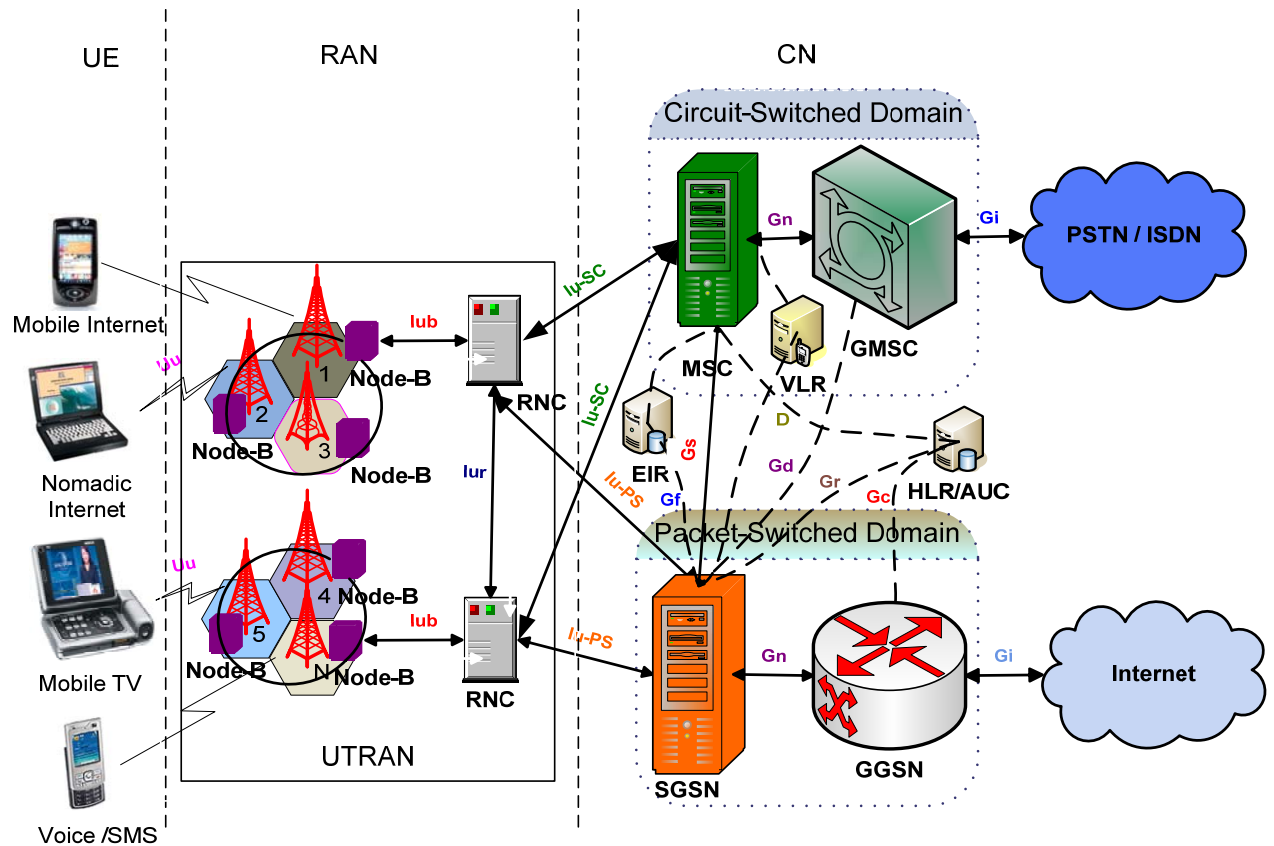 UE
RAN
CN
Circuit-Switched Domain
Mobile Internet
Nomadic
Internet
Mobile TV
Voice /SMS
Uu
Uu
1
2
3
Node-B
Node-B
Node-B
Iub
RNC
Iur
4
5
N
Node-B
Node-B
Node-B
Iub
RNC
UTRAN
Iu-SC
Iu-SC
Iu-PS
Iu-PS
MSC
Gn
GMSC
Gi
PSTN / ISDN
VLR
EIR
HLR/AUC
D
Gs
Gd
Gr
Gf
Gc
Packet-Switched Domain
SGSN
Gn
GGSN
Gi
Internet